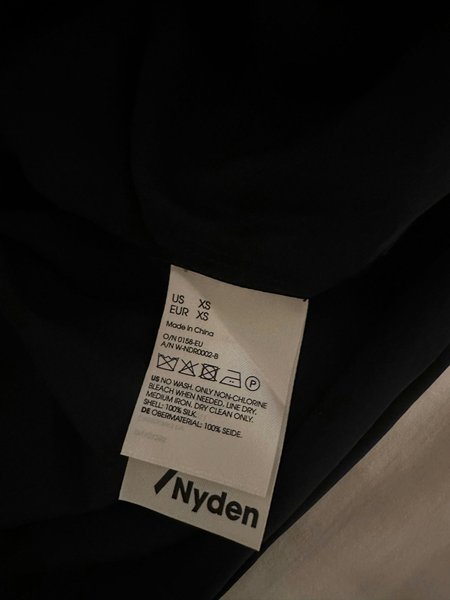 US XS
EUR XS
Made in China
O/N 0158-EU
A/N W-NDR0002-B
US NO WASH. ONLY NON-CHLORINE
BLEACH WHEN NEEDED. LINE DRY.
MEDIUM IRON. DRY CLEAN ONLY.
SHELL: 100% SILK.
DE OBERMATERIAL: 100% SEIDE.
/Nyden